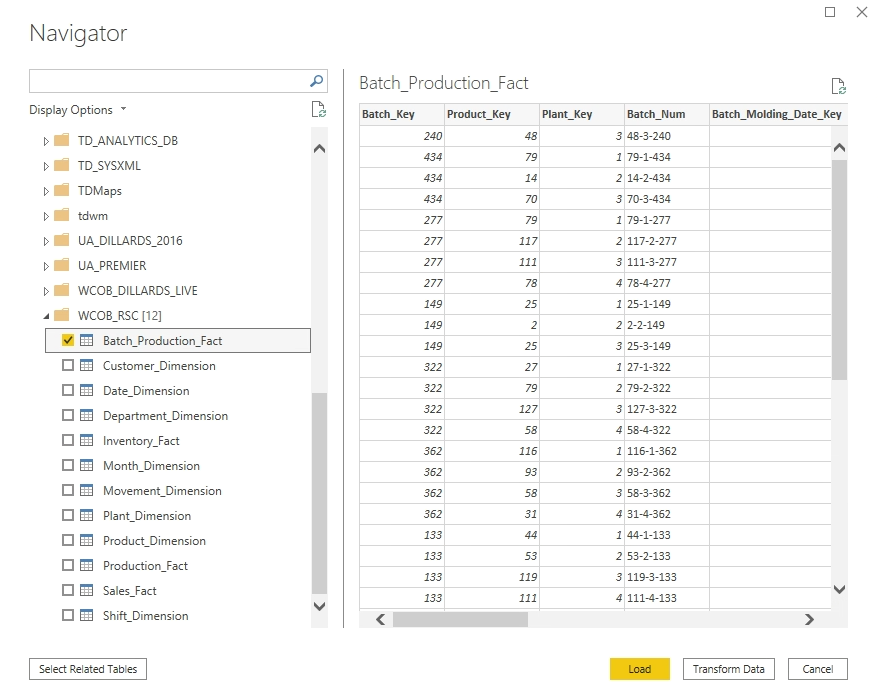 Navigator
Display Options
TD_ANALYTICS_DB
TD_SYSXML
TDMaps
tdwm
UA_DILLARDS_2016
UA_PREMIER
WCOB_DILLARDS_LIVE
WCOB_RSC [12]
Batch_Production_Fact
Customer_Dimension
Date_Dimension
Department_Dimension
Inventory_Fact
Month_Dimension
Movement_Dimension
Plant_Dimension
Product_Dimension
Production_Fact
Sales_Fact
Shift_Dimension
Batch_Production_Fact
Batch_Key Product_Key Plant_Key Batch_Num Batch_Molding_Date_Key
240 48 3 48-3-240
434 79 1 79-1-434
434 14 2 14-2-434
434 70 3 70-3-434
277 79 1 79-1-277
277 117 2 117-2-277
277 111 3 111-3-277
277 78 4 78-4-277
149 25 1 25-1-149
149 2 2 2-2-149
149 25 3 25-3-149
322 27 1 27-1-322
322 79 2 79-2-322
322 127 3 127-3-322
322 58 4 58-4-322
362 116 1 116-1-362
362 93 2 93-2-362
362 58 3 58-3-362
362 31 4 31-4-362
133 44 1 44-1-133
133 53 2 53-2-133
133 119 3 119-3-133
133 111 4 111-4-133
Select Related Tables Load Transform Data Cancel